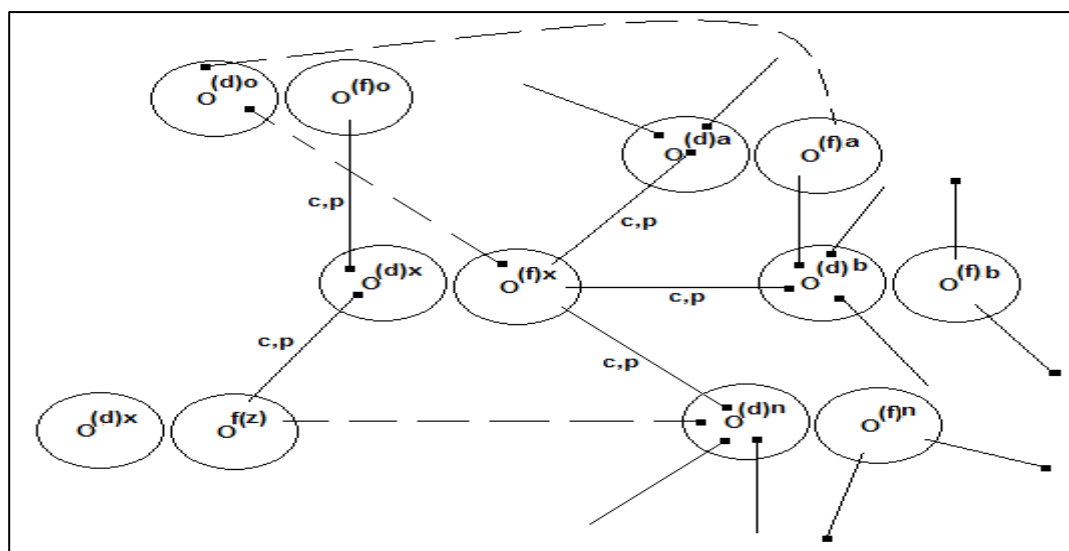 O(d)o
O(f)o
O(d)a
O(f)a
c,p
c,p
O(d)x
O(f)x
O(d)b
O(f)b
c,p
c,p
c,p
O(d)x
Of(z)
O(d)n
O(f)n